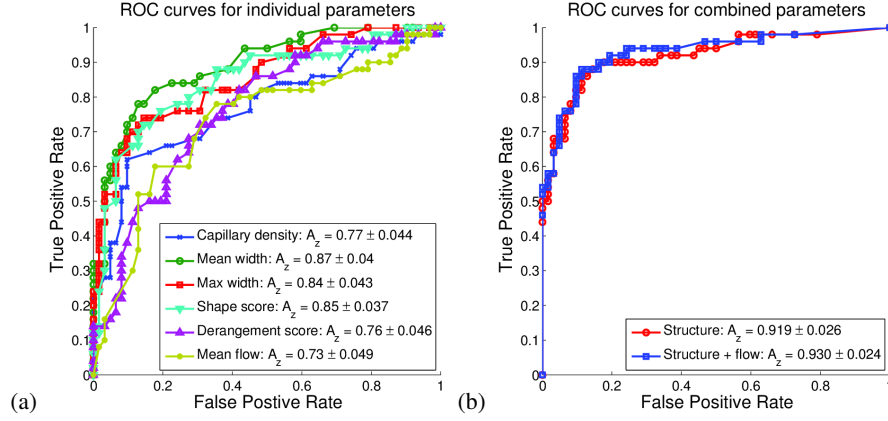 ROC curves for individual parameters
1
0.9
0.8
0.7
0.6
0.5
0.4
0.3
0.2
0.1
0
True Positive Rate
Capillary density: A_z = 0.77 ± 0.044
Mean width: A_z = 0.87 ± 0.04
Max width: A_z = 0.84 ± 0.043
Shape score: A_z = 0.85 ± 0.037
Derangement score: A_z = 0.76 ± 0.046
Mean flow: A_z = 0.73 ± 0.049
0 0.2 0.4 0.6 0.8 1
False Postive Rate
(a)
ROC curves for combined parameters
1
0.9
0.8
0.7
0.6
0.5
0.4
0.3
0.2
0.1
0
True Positive Rate
Structure: A_z = 0.919 ± 0.026
Structure + flow: A_z = 0.930 ± 0.024
0 0.2 0.4 0.6 0.8 1
False Postive Rate
(b)